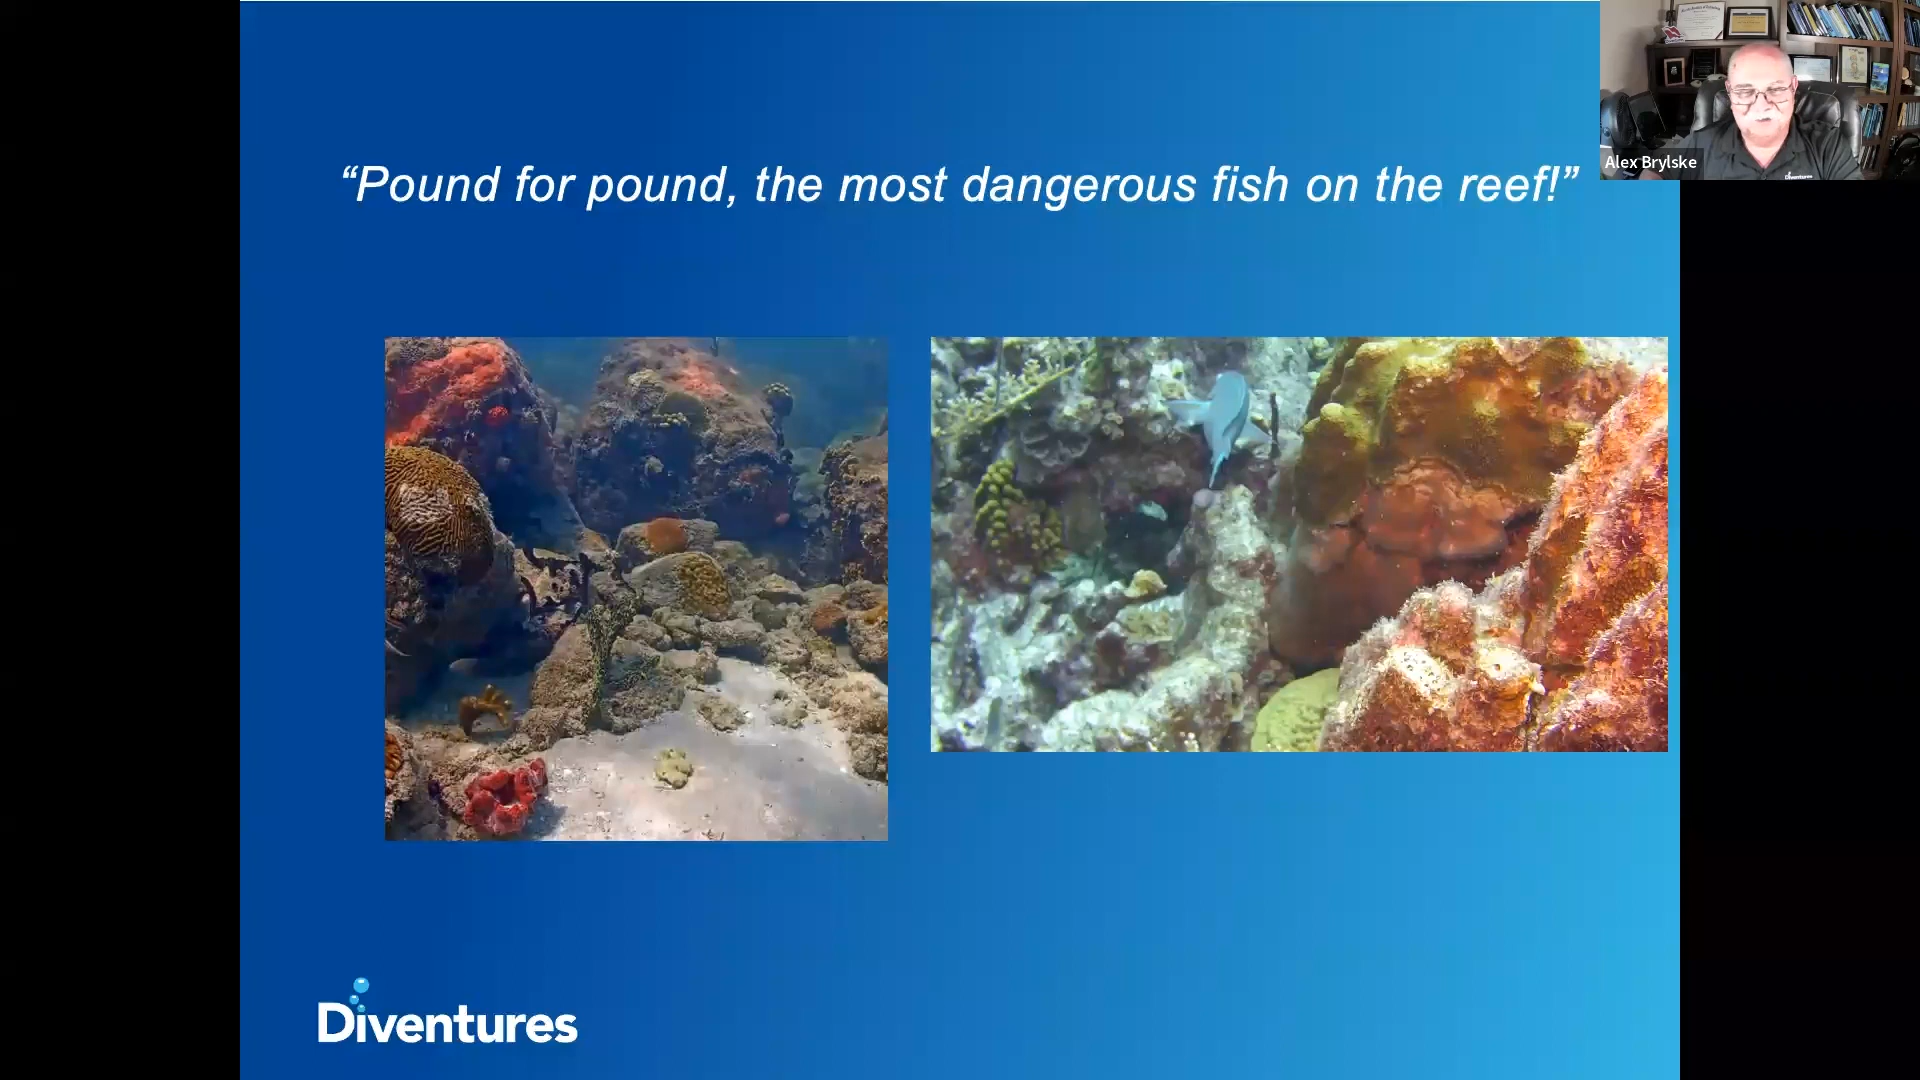 “Pound for pound, the most dangerous fish on the reef!”
Alex Brylske
Diventures